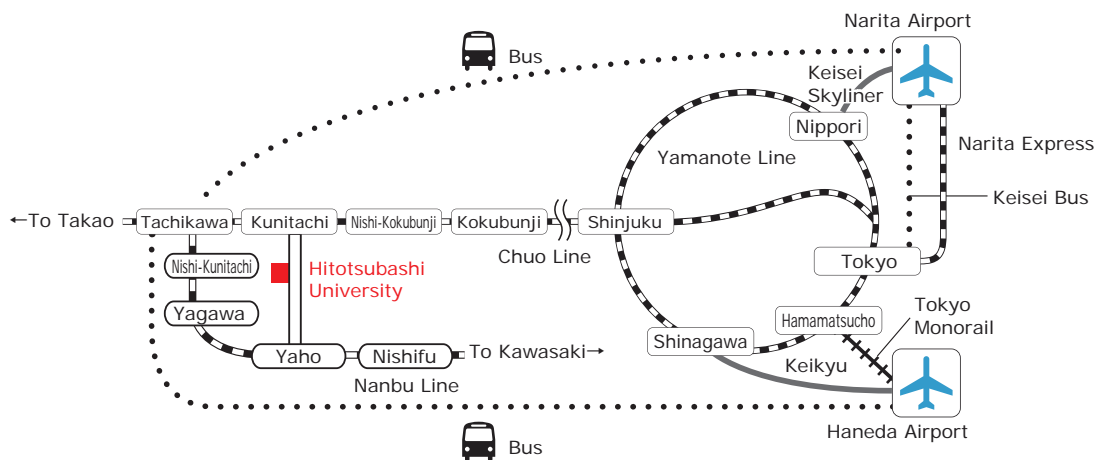 Narita Airport
Bus
Keisei
Skyliner
Nippori
Narita Express
Yamanote Line
Keisei Bus
←To Takao
Tachikawa
Kunitachi
Nishi-Kokubunji
Kokubunji
Shinjuku
Chuo Line
Tokyo
Nishi-Kunitachi
Hitotsubashi
University
Yagawa
Hamamatsucho
Tokyo
Monorail
Shinagawa
Yaho
Nishifu
To Kawasaki→
Keikyu
Nanbu Line
Haneda Airport
Bus